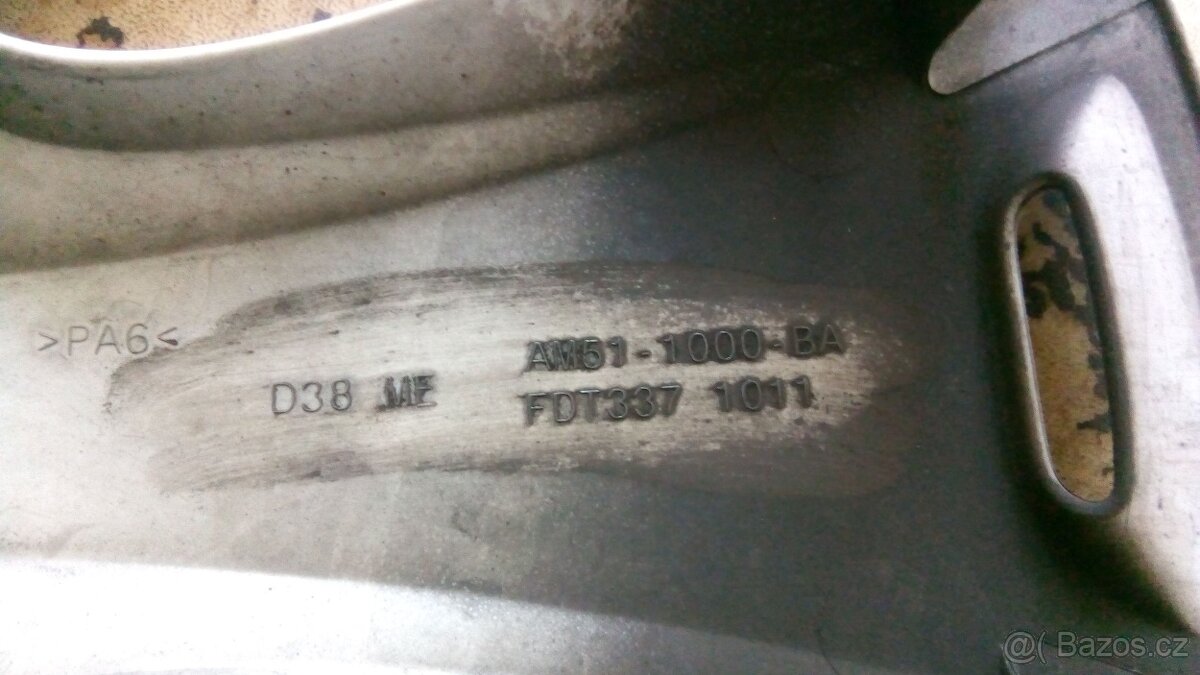 >PA6<
AM51-1000-BA
D38 ME
FDT337 1011
@( Bazos.cz